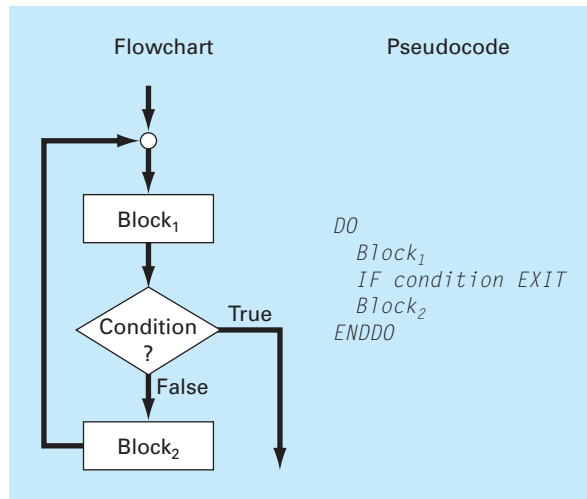 Flowchart
Pseudocode
Block₁
Condition
?
True
False
Block₂
DO
Block₁
IF condition EXIT
Block₂
ENDDO